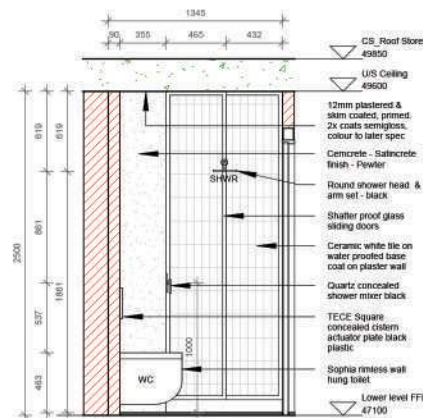 1345
90 355 465 432
CS_Roof Store
49850
U/S Ceiling
49600
12mm plastered &
skim coated, primed.
2x coats semigloss,
colour to later spec
Cemcrete - Satincrete
finish - Pewter
SHWR
Round shower head &
arm set - black
Shatter proof glass
sliding doors
Ceramic white tile on
water proofed base
coat on plaster wall
Quartz concealed
shower mixer black
TECE Square
concealed cistern
actuator plate black
plastic
Sophia rimless wall
hung toilet
WC
1000
Lower level FFL
47100
2500
619
661
537
463
619
1881